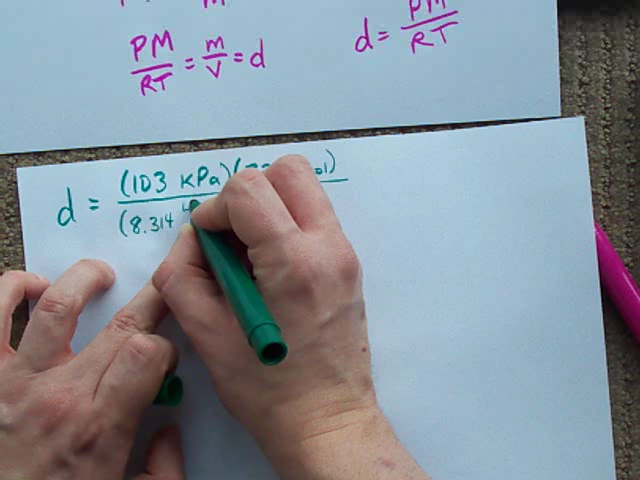 PM/RT = m/V = d
d = PM/RT
d = (103 KPa)(
(8.314